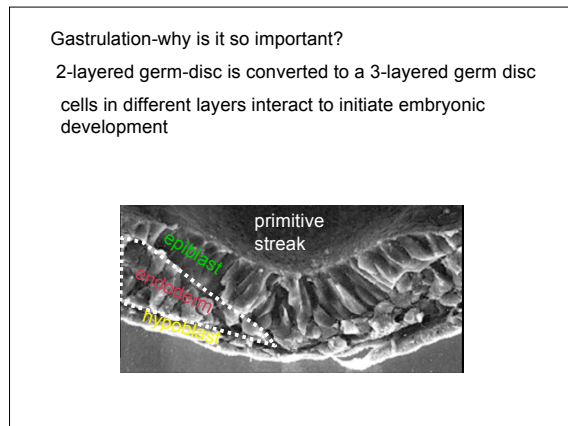 Gastrulation-why is it so important?
2-layered germ-disc is converted to a 3-layered germ disc
cells in different layers interact to initiate embryonic
development
primitive
streak
epiblast
endoderm
hypoblast